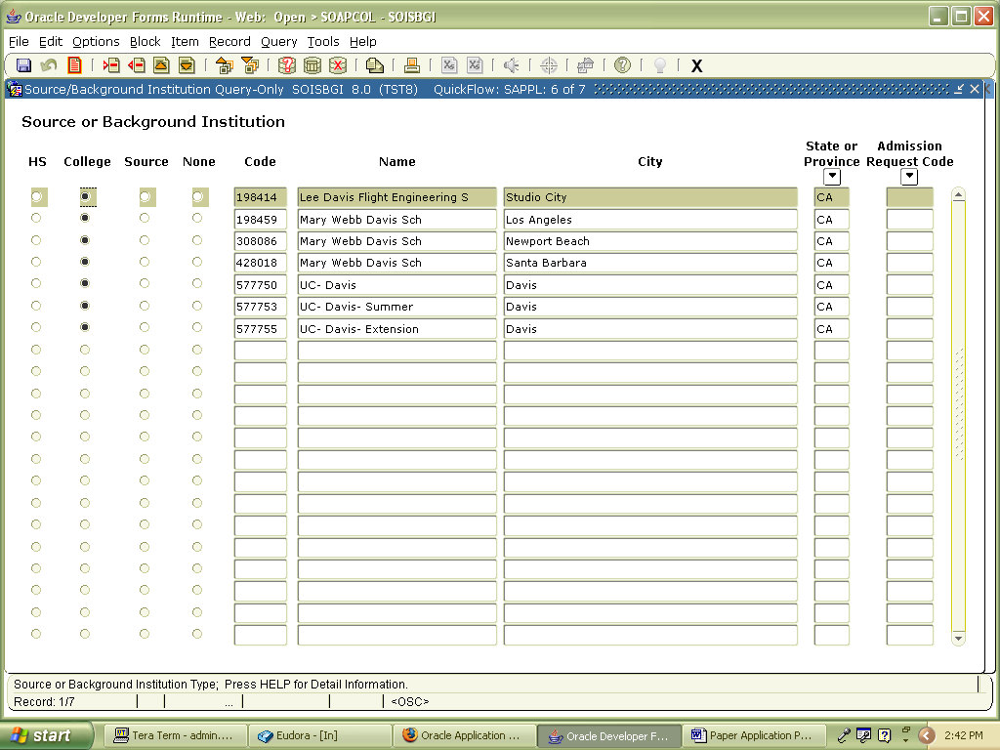 Oracle Developer Forms Runtime - Web: Open > SOAPCOL - SOISBGI
File Edit Options Block Item Record Query Tools Help
X
Source/Background Institution Query-Only SOISBGI 8.0 (TST8) QuickFlow: SAPPL: 6 of 7
Source or Background Institution
State or Admission
HS College Source None Code Name City Province Request Code
198414 Lee Davis Flight Engineering S Studio City CA
198459 Mary Webb Davis Sch Los Angeles CA
308086 Mary Webb Davis Sch Newport Beach CA
428018 Mary Webb Davis Sch Santa Barbara CA
577750 UC- Davis Davis CA
577753 UC- Davis- Summer Davis CA
577755 UC- Davis- Extension Davis CA
Source or Background Institution Type; Press HELP for Detail Information.
Record: 1/7 ... <OSC>
start Tera Term - admin.... Eudora - [In] Oracle Application ... Oracle Developer F... Paper Application P... 2:42 PM